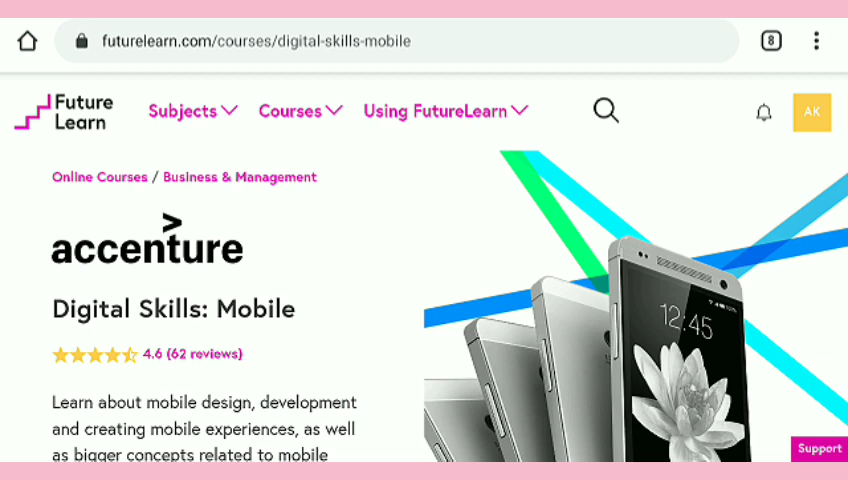 futurelearn.com/courses/digital-skills-mobile
8
Future
Learn
Subjects
Courses
Using FutureLearn
AK
Online Courses / Business & Management
accenture
Digital Skills: Mobile
4.6 (62 reviews)
Learn about mobile design, development
and creating mobile experiences, as well
as bigger concepts related to mobile
12:45
Support